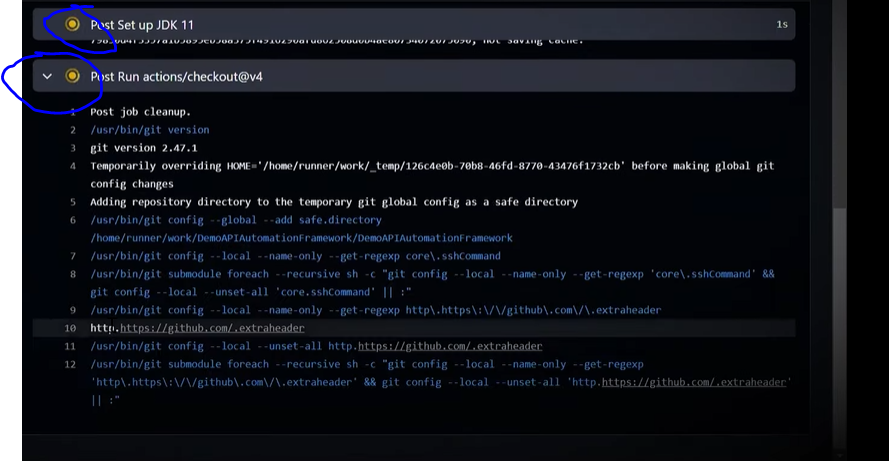 Post Set up JDK 11 1s
not saving cache.
Post Run actions/checkout@v4
1 Post job cleanup.
2 /usr/bin/git version
3 git version 2.47.1
4 Temporarily overriding HOME='/home/runner/work/_temp/126c4e0b-70b8-46fd-8770-43476f1732cb' before making global git
config changes
5 Adding repository directory to the temporary git global config as a safe directory
6 /usr/bin/git config --global --add safe.directory
/home/runner/work/DemoAPIAutomationFramework/DemoAPIAutomationFramework
7 /usr/bin/git config --local --name-only --get-regexp core\.sshCommand
8 /usr/bin/git submodule foreach --recursive sh -c "git config --local --name-only --get-regexp 'core\.sshCommand' &&
git config --local --unset-all 'core.sshCommand' || :"
9 /usr/bin/git config --local --name-only --get-regexp http\.https\:\/\/github\.com\/\.extraheader
10 http.https://github.com/.extraheader
11 /usr/bin/git config --local --unset-all http.https://github.com/.extraheader
12 /usr/bin/git submodule foreach --recursive sh -c "git config --local --name-only --get-regexp
'http\.https\:\/\/github\.com\/\.extraheader' && git config --local --unset-all 'http.https://github.com/.extraheader'
|| :"